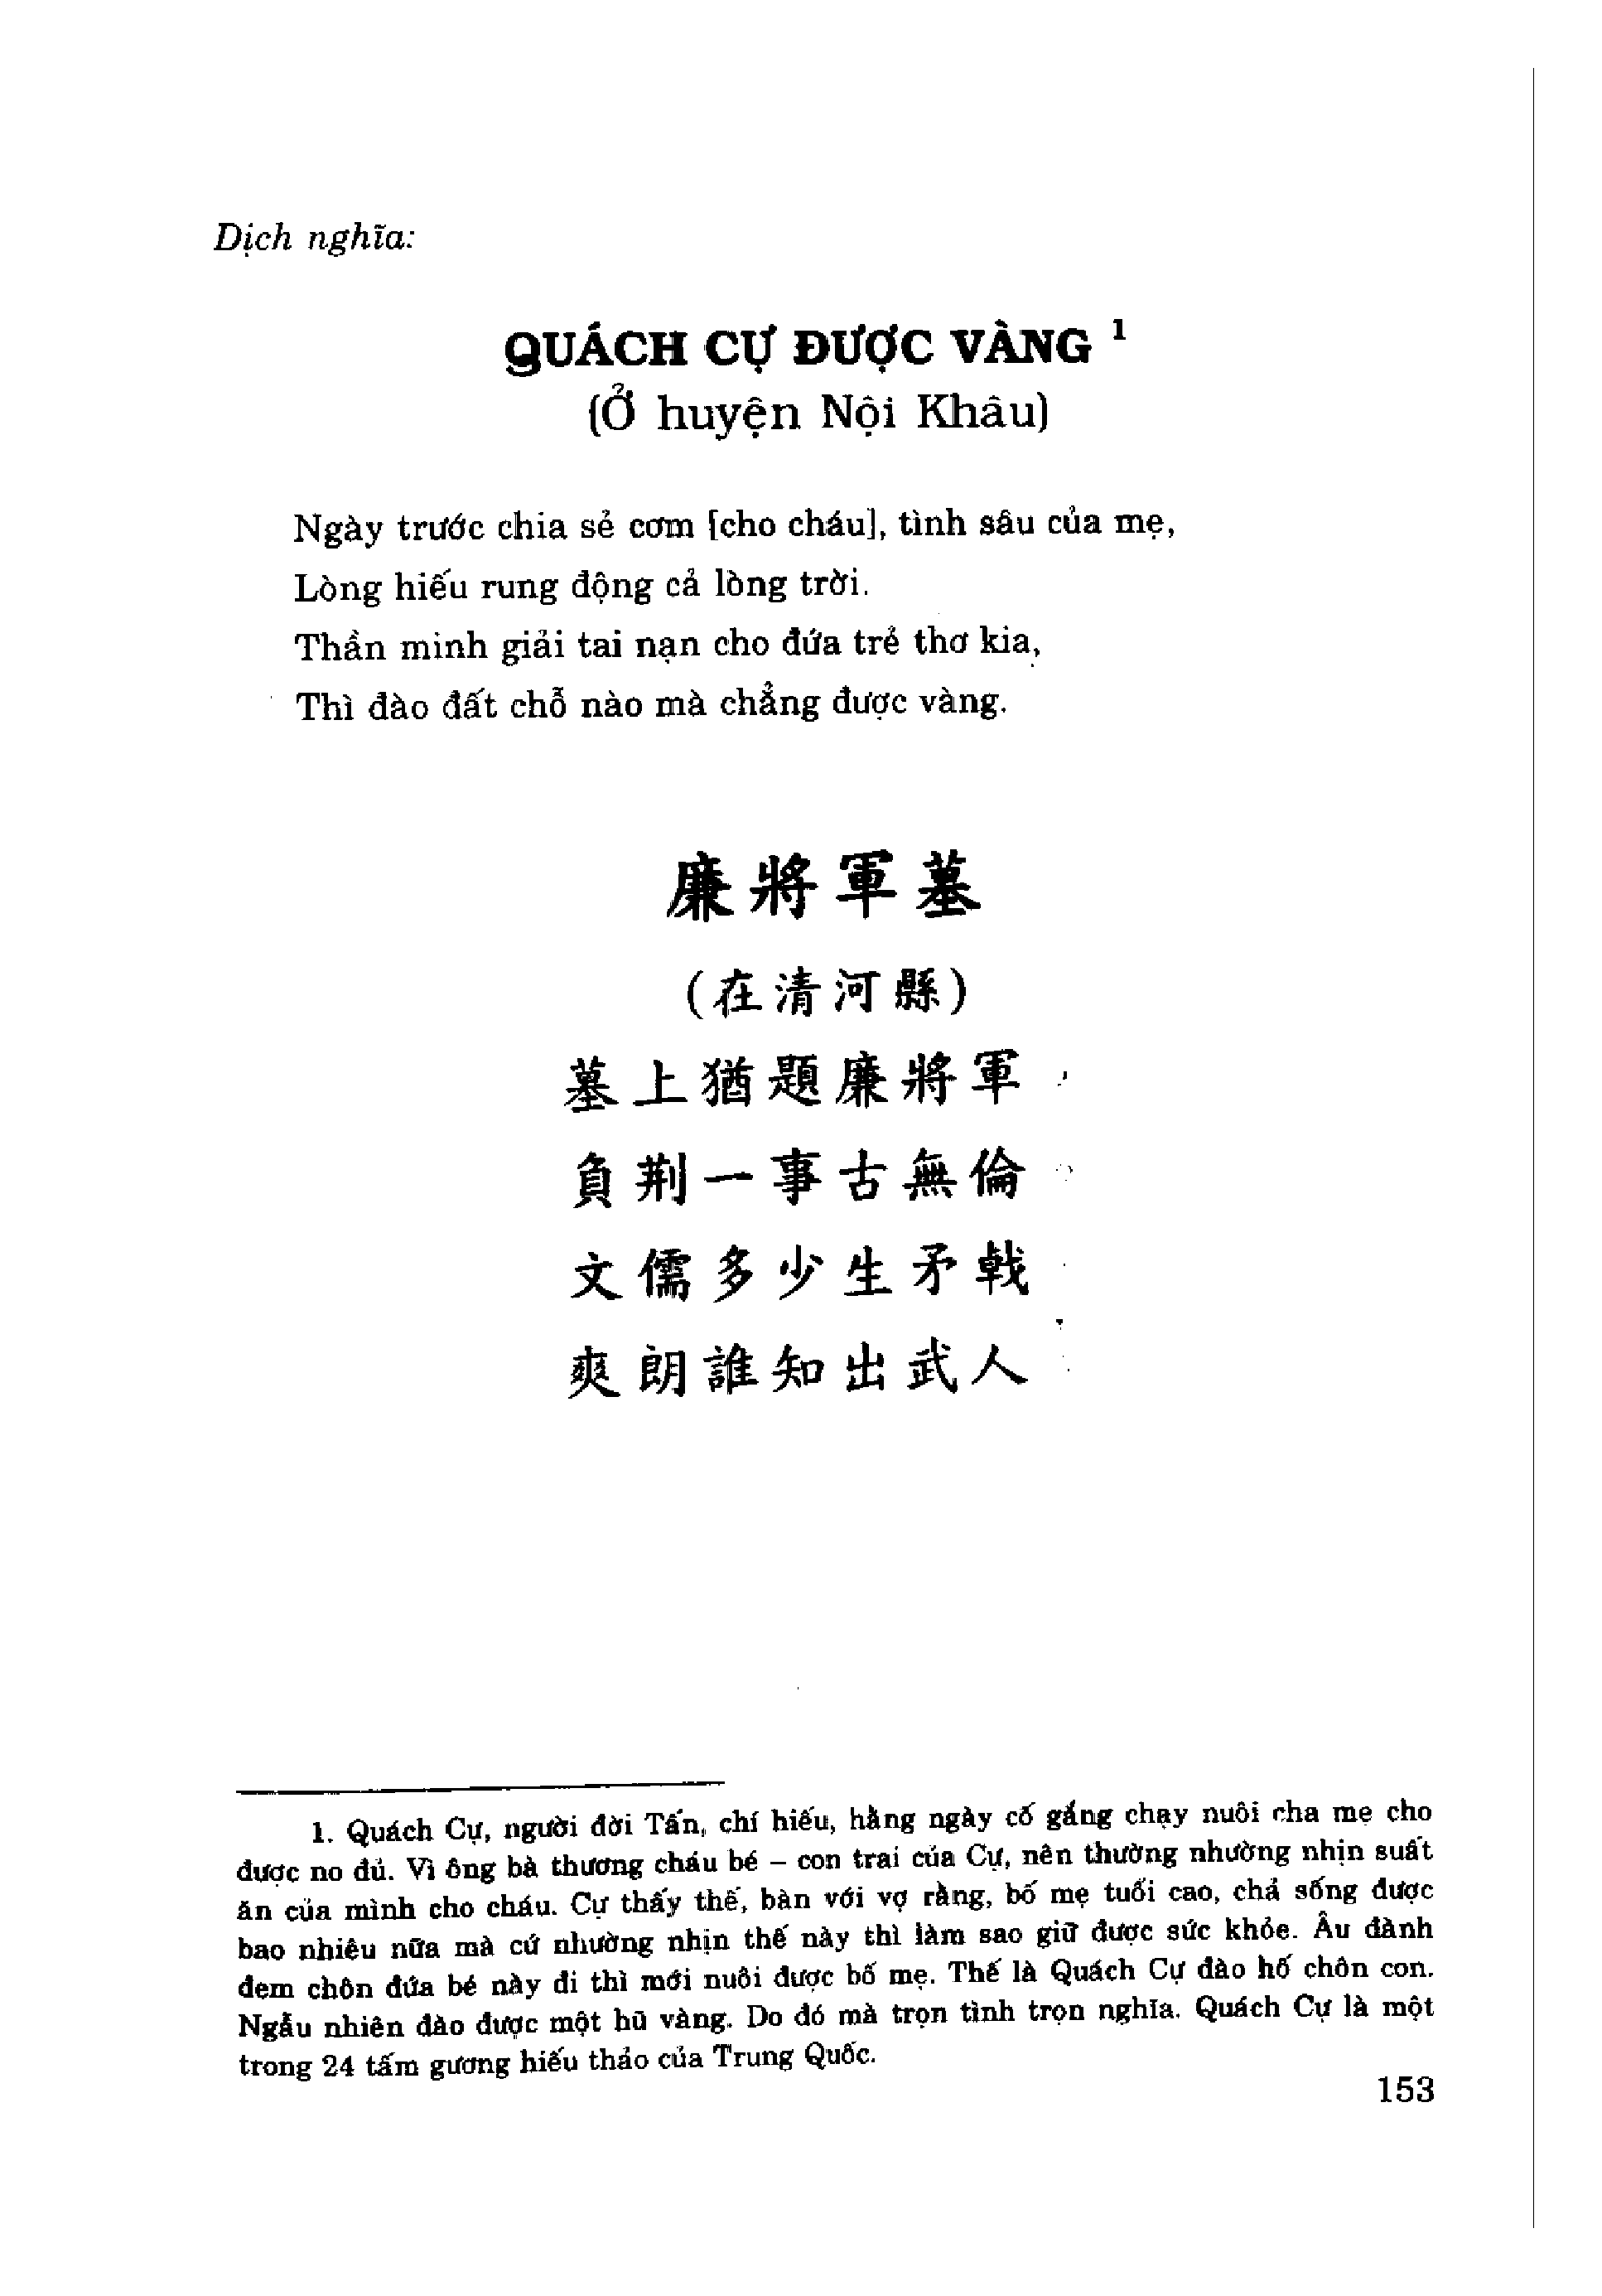 Dịch nghĩa:
QUÁCH CỰ ĐƯỢC VÀNG 1
(Ở huyện Nội Khâu)
Ngày trước chia sẻ cơm [cho cháu], tình sâu của mẹ,
Lòng hiếu rung động cả lòng trời.
Thần minh giải tai nạn cho đứa trẻ thơ kia,
Thì đào đất chỗ nào mà chẳng được vàng.
廉將軍墓
(在清河縣)
墓上猶題廉將軍
負荆一事古無倫
文儒多少生矛戟
爽朗誰知出武人
1. Quách Cự, người đời Tấn, chí hiếu, hằng ngày cố gắng chạy nuôi cha mẹ cho
được no đủ. Vì ông bà thương cháu bé – con trai của Cự, nên thường nhường nhịn suất
ăn của mình cho cháu. Cự thấy thế, bàn với vợ rằng, bố mẹ tuổi cao, chả sống được
bao nhiêu nữa mà cứ nhường nhịn thế này thì làm sao giữ được sức khỏe. Âu đành
đem chôn đứa bé này đi thì mới nuôi được bố mẹ. Thế là Quách Cự đào hố chôn con.
Ngẫu nhiên đào được một hũ vàng. Do đó mà trọn tình trọn nghĩa. Quách Cự là một
trong 24 tấm gương hiếu thảo của Trung Quốc.
153